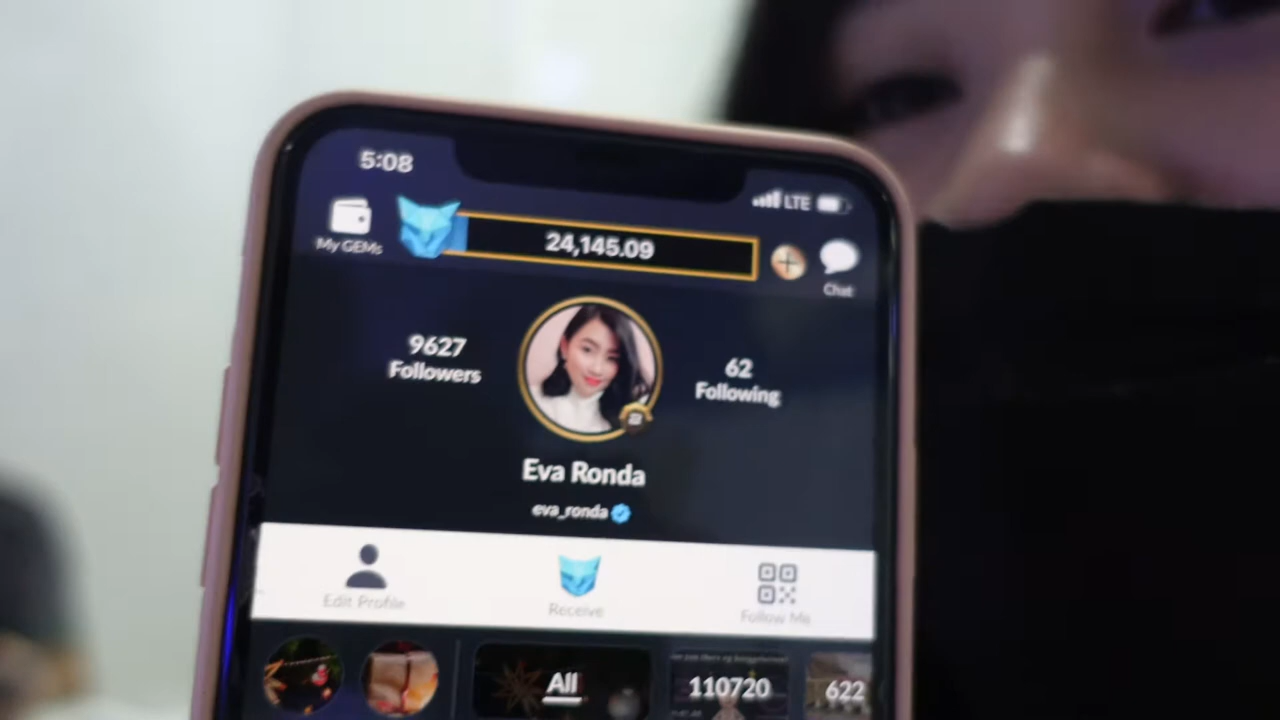 5:08
LTE
My GEMs
24,145.09
Chat
9627
Followers
62
Following
Eva Ronda
eva_ronda
Edit Profile
Receive
Follow Me
All
110720
622